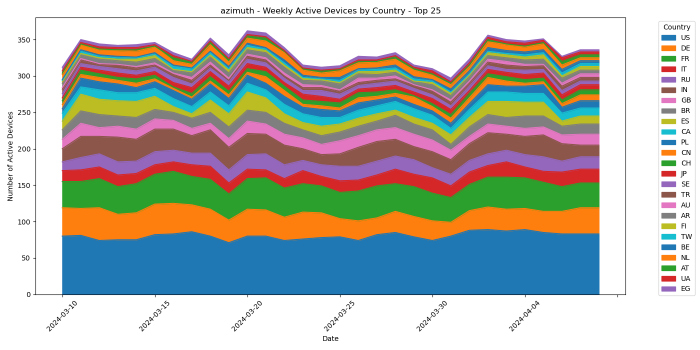 azimuth - Weekly Active Devices by Country - Top 25
Number of Active Devices
350
300
250
200
150
100
50
0
2024-03-10
2024-03-15
2024-03-20
2024-03-25
2024-03-30
2024-04-04
Date
Country
US
DE
FR
IT
RU
IN
GB
BR
ES
CA
PL
CN
CH
JP
SE
TR
AU
AR
FI
TW
BE
NL
AT
UA
EG